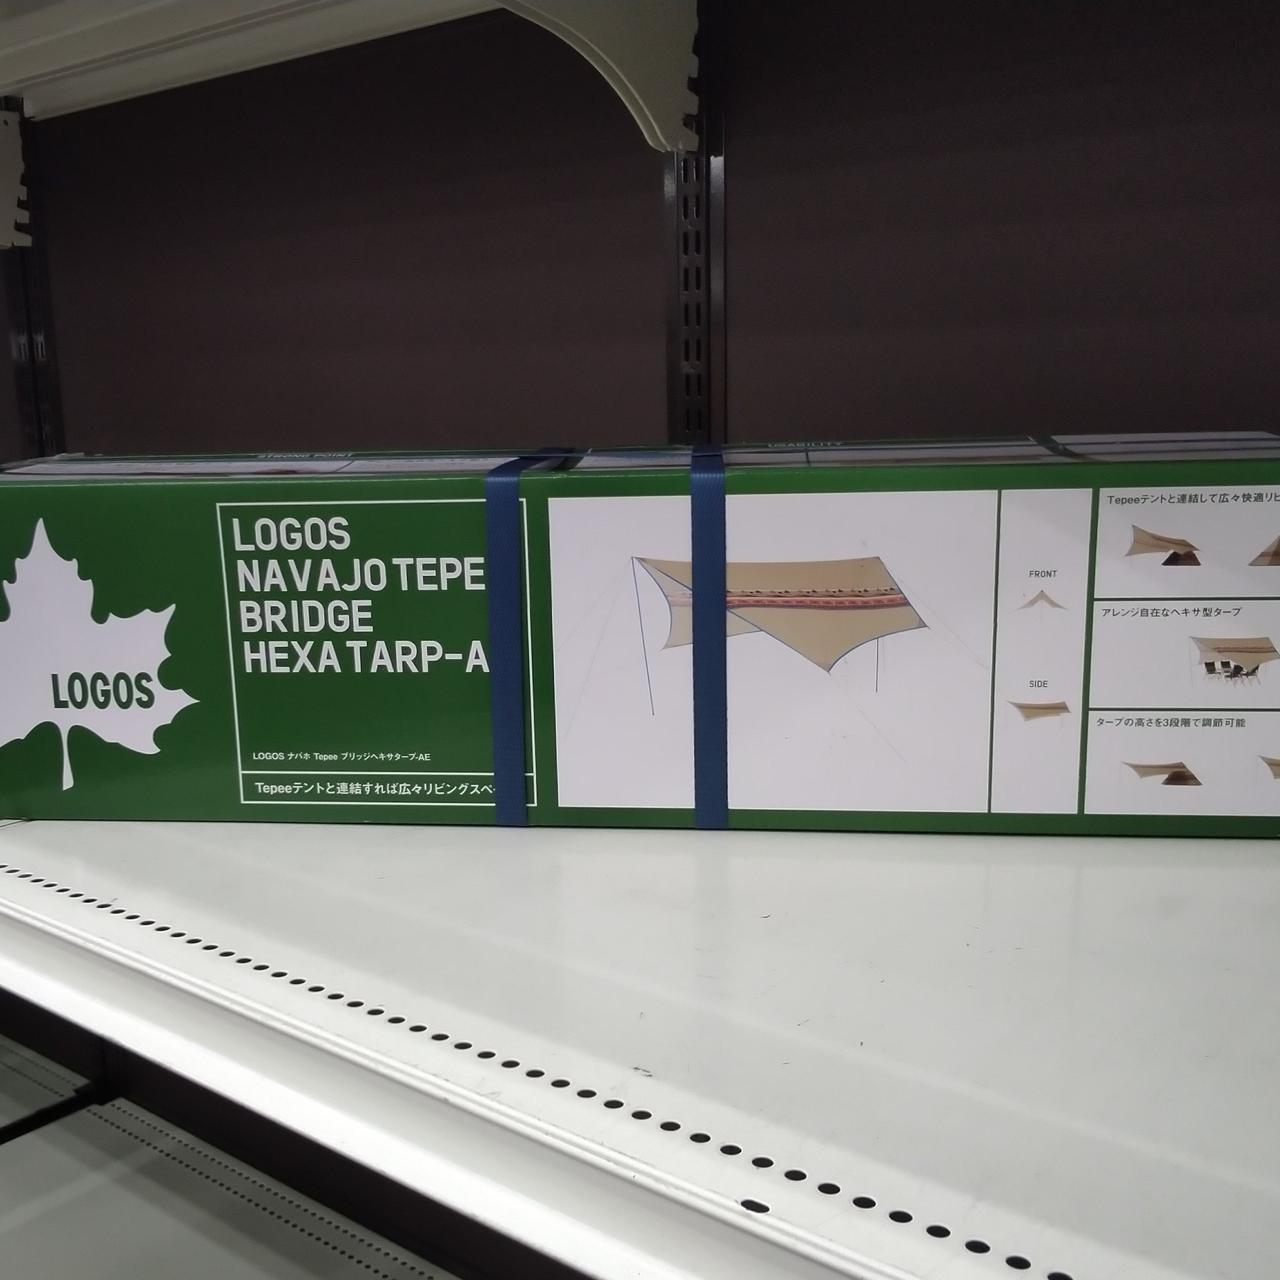 STRONG POINT
USABILITY
LOGOS
LOGOS
NAVAJO TEPE
BRIDGE
HEXA TARP-A
LOGOS ナバホ Tepee ブリッジヘキサタープ-AE
Tepeeテントと連結すれば広々リビングスペ
FRONT
SIDE
Tepeeテントと連結して広々快適リビ
アレンジ自在なヘキサ型タープ
タープの高さを3段階で調節可能